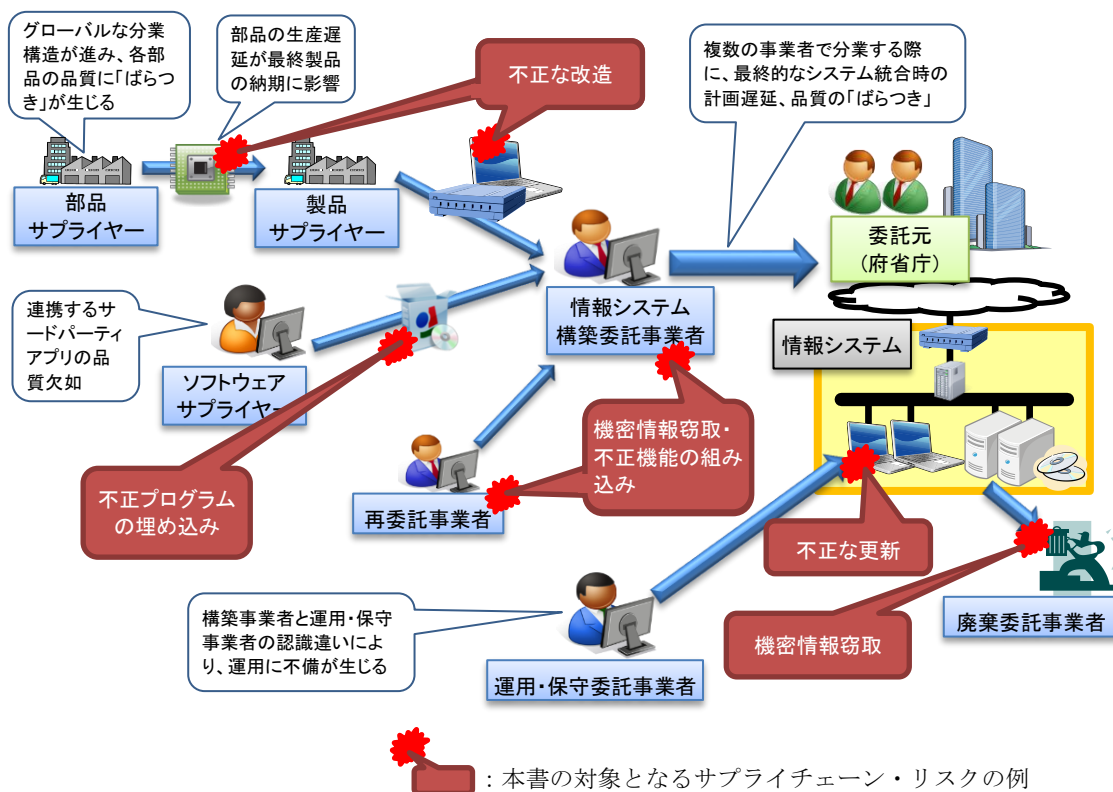 グローバルな分業
構造が進み、各部
品の品質に「ばらつ
き」が生じる
部品の生産遅
延が最終製品
の納期に影響
不正な改造
複数の事業者で分業する際
に、最終的なシステム統合時の
計画遅延、品質の「ばらつき」
部品
サプライヤー
製品
サプライヤー
委託元
(府省庁)
連携するサ
ードパーティ
アプリの品
質欠如
ソフトウェア
サプライヤー
情報システム
構築委託事業者
情報システム
不正プログラム
の埋め込み
再委託事業者
機密情報窃取・
不正機能の組み
込み
不正な更新
構築事業者と運用・保守
事業者の認識違いによ
り、運用に不備が生じる
運用・保守委託事業者
機密情報窃取
廃棄委託事業者
：本書の対象となるサプライチェーン・リスクの例